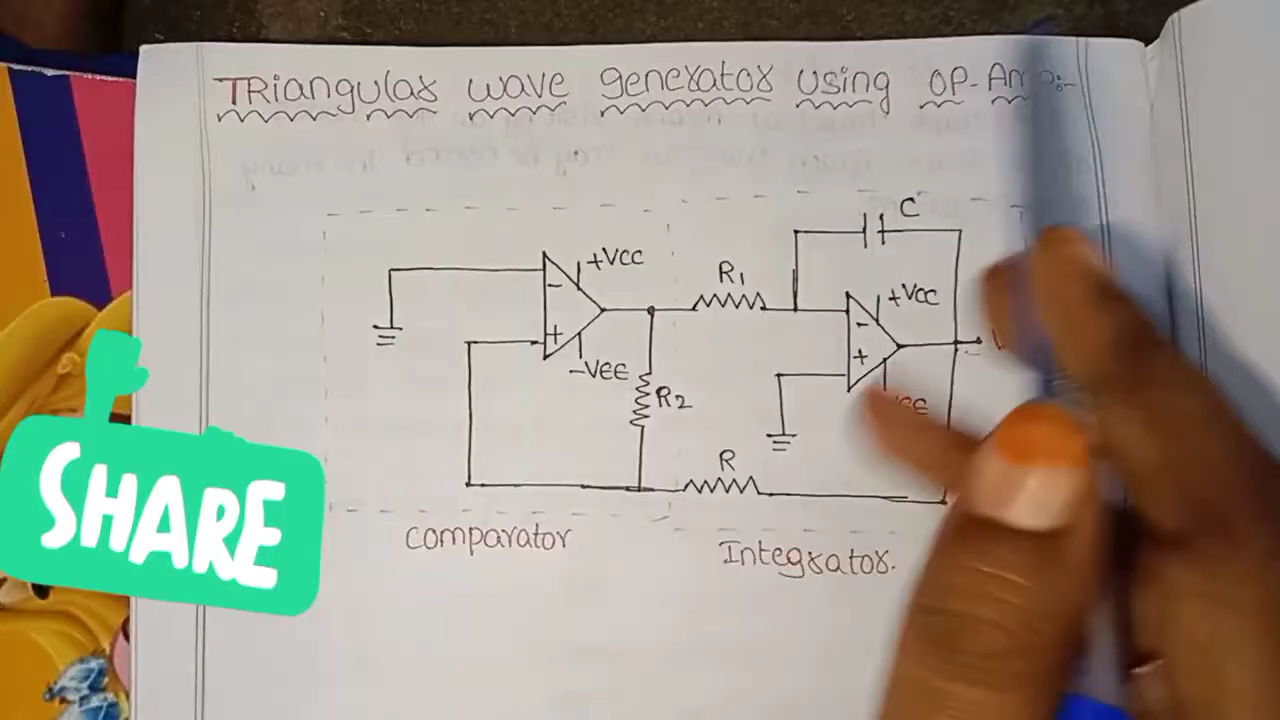 TRiangular wave generator using OP-Am
C
+Vcc
R1
+Vcc
-
-
+
+
-VEE
R2
R
comparator
Integrator.
SHARE